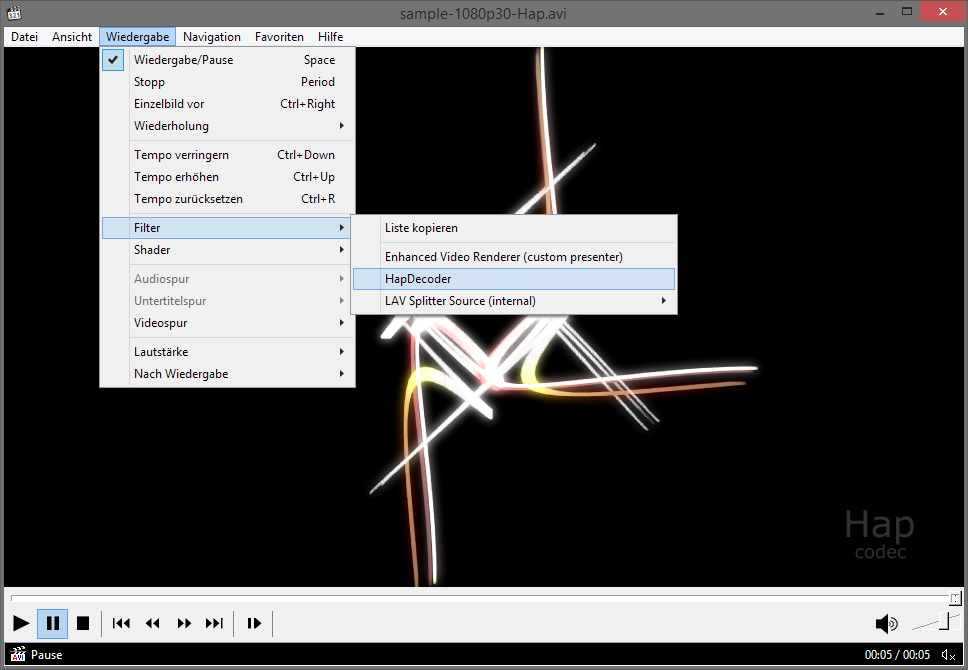 sample-1080p30-Hap.avi
Datei Ansicht Wiedergabe Navigation Favoriten Hilfe
Wiedergabe/Pause Space
Stopp Period
Einzelbild vor Ctrl+Right
Wiederholung
Tempo verringern Ctrl+Down
Tempo erhöhen Ctrl+Up
Tempo zurücksetzen Ctrl+R
Filter
Shader
Audiospur
Untertitelspur
Videospur
Lautstärke
Nach Wiedergabe
Liste kopieren
Enhanced Video Renderer (custom presenter)
HapDecoder
LAV Splitter Source (internal)
Hap
codec
Pause 00:05 / 00:05